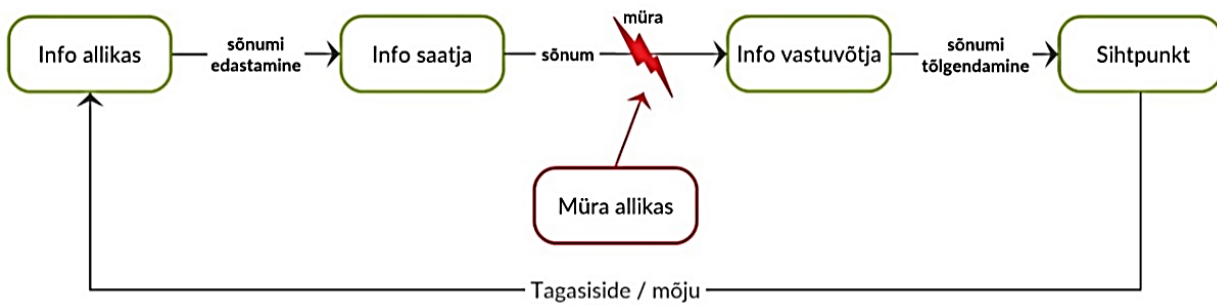 müra
Info allikas
sõnumi
edastamine
Info saatja
sõnum
Info vastuvõtja
sõnumi
tõlgendamine
Sihtpunkt
Müra allikas
Tagasiside / mõju